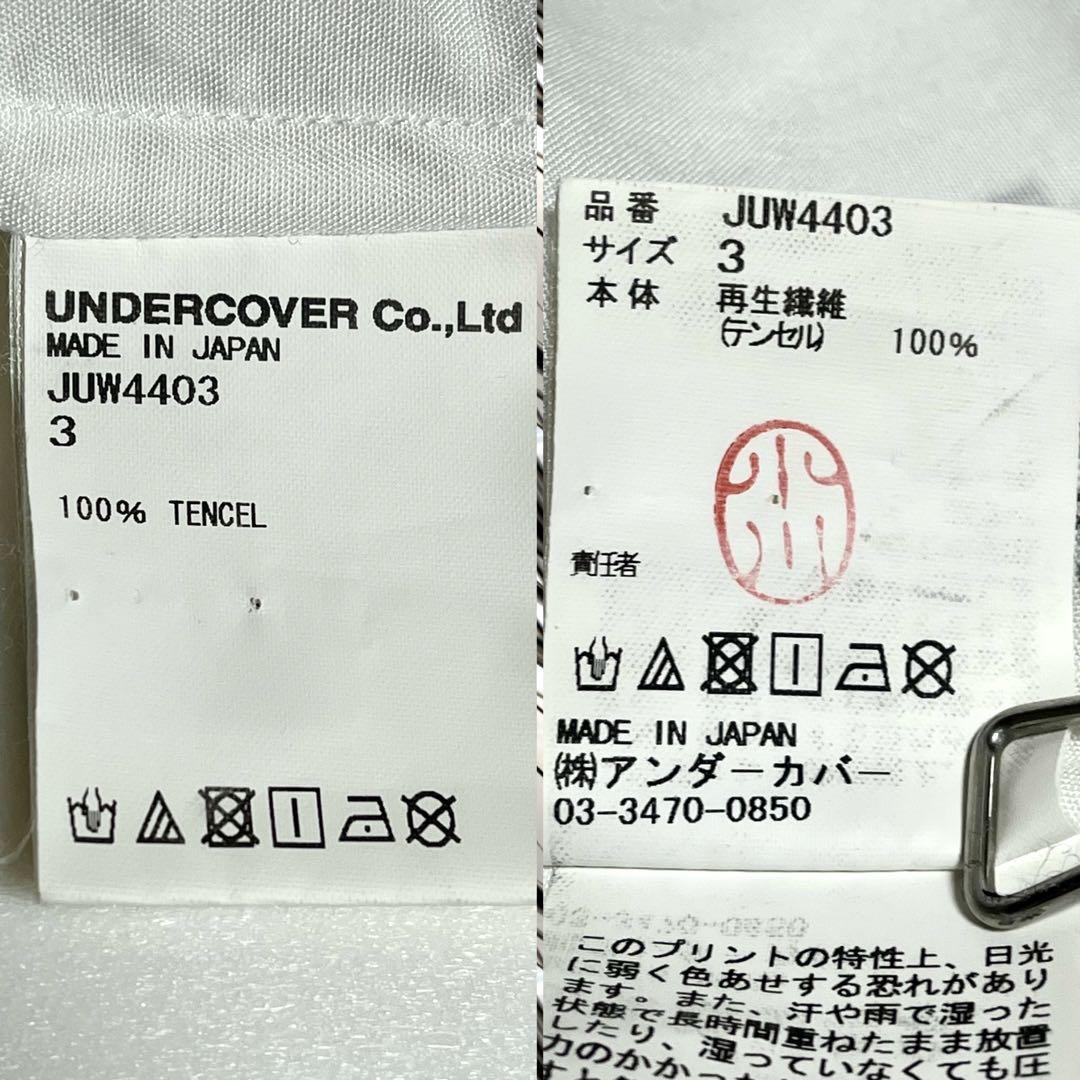 UNDERCOVER Co.,Ltd
MADE IN JAPAN
JUW4403
3
100% TENCEL
品番 JUW4403
サイズ 3
本体 再生繊維
(テンセル) 100%
責任者
MADE IN JAPAN
㈱アンダーカバー
03-3470-0850
このプリントの特性上、日光
に弱く色あせする恐れがあり
ます。また、汗や雨で湿った
状態で長時間重ねたまま放置
したり、湿っていなくても圧
力のかかった